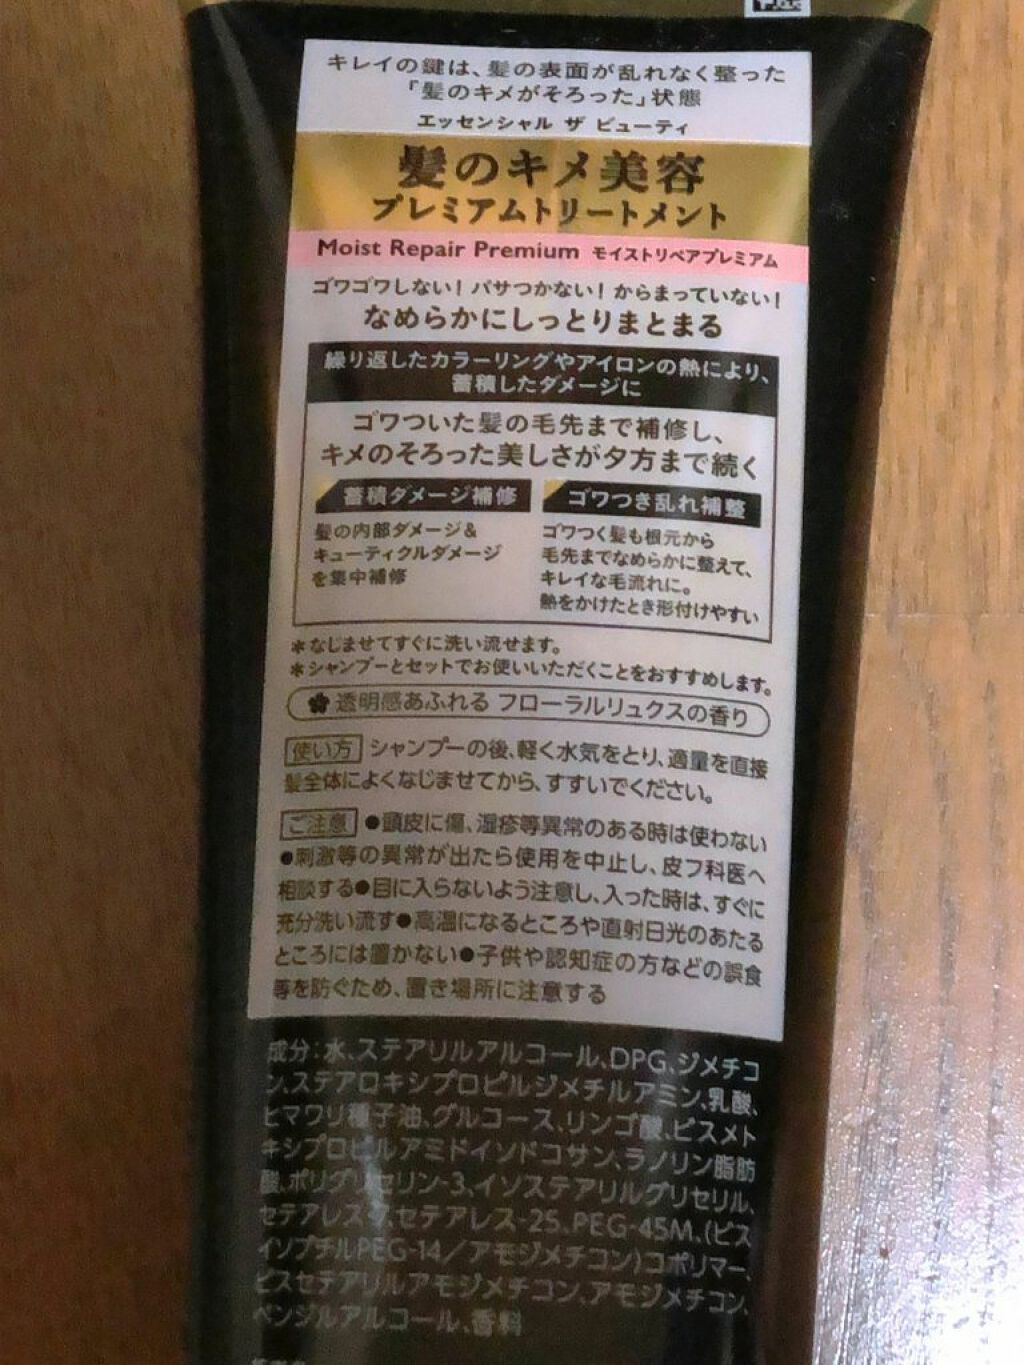 キレイの鍵は、髪の表面が乱れなく整った
「髪のキメがそろった」状態
エッセンシャル ザ ビューティ
髪のキメ美容
プレミアムトリートメント
Moist Repair Premium モイストリペアプレミアム
ゴワゴワしない！パサつかない！からまっていない！
なめらかにしっとりまとまる
繰り返したカラーリングやアイロンの熱により、
蓄積したダメージに
ゴワついた髪の毛先まで補修し、
キメのそろった美しさが夕方まで続く
蓄積ダメージ補修
髪の内部ダメージ&
キューティクルダメージ
を集中補修
ゴワつき乱れ補整
ゴワつく髪も根元から
毛先までなめらかに整えて、
キレイな毛流れに。
熱をかけたとき形付けやすい
*なじませてすぐに洗い流せます。
*シャンプーとセットでお使いいただくことをおすすめします。
透明感あふれる フローラルリュクスの香り
使い方 シャンプーの後、軽く水気をとり、適量を直接
髪全体によくなじませてから、すすいでください。
ご注意 ●頭皮に傷、湿疹等異常のある時は使わない
●刺激等の異常が出たら使用を中止し、皮フ科医へ
相談する●目に入らないよう注意し、入った時は、すぐに
充分洗い流す●高温になるところや直射日光のあたる
ところには置かない●子供や認知症の方などの誤食
等を防ぐため、置き場所に注意する
成分：水、ステアリルアルコール、DPG、ジメチコ
ン、ステアロキシプロピルジメチルアミン、乳酸、
ヒマワリ種子油、グルコース、リンゴ酸、ビスメト
キシプロピルアミドイソドコサン、ラノリン脂肪
酸、ポリグリセリン-3、イソステアリルグリセリル、
セテアレス-7、セテアレス-25、PEG-45M、(ビス
イソブチルPEG-14／アモジメチコン)コポリマー、
ビスセテアリルアモジメチコン、アモジメチコン、
ベンジルアルコール、香料